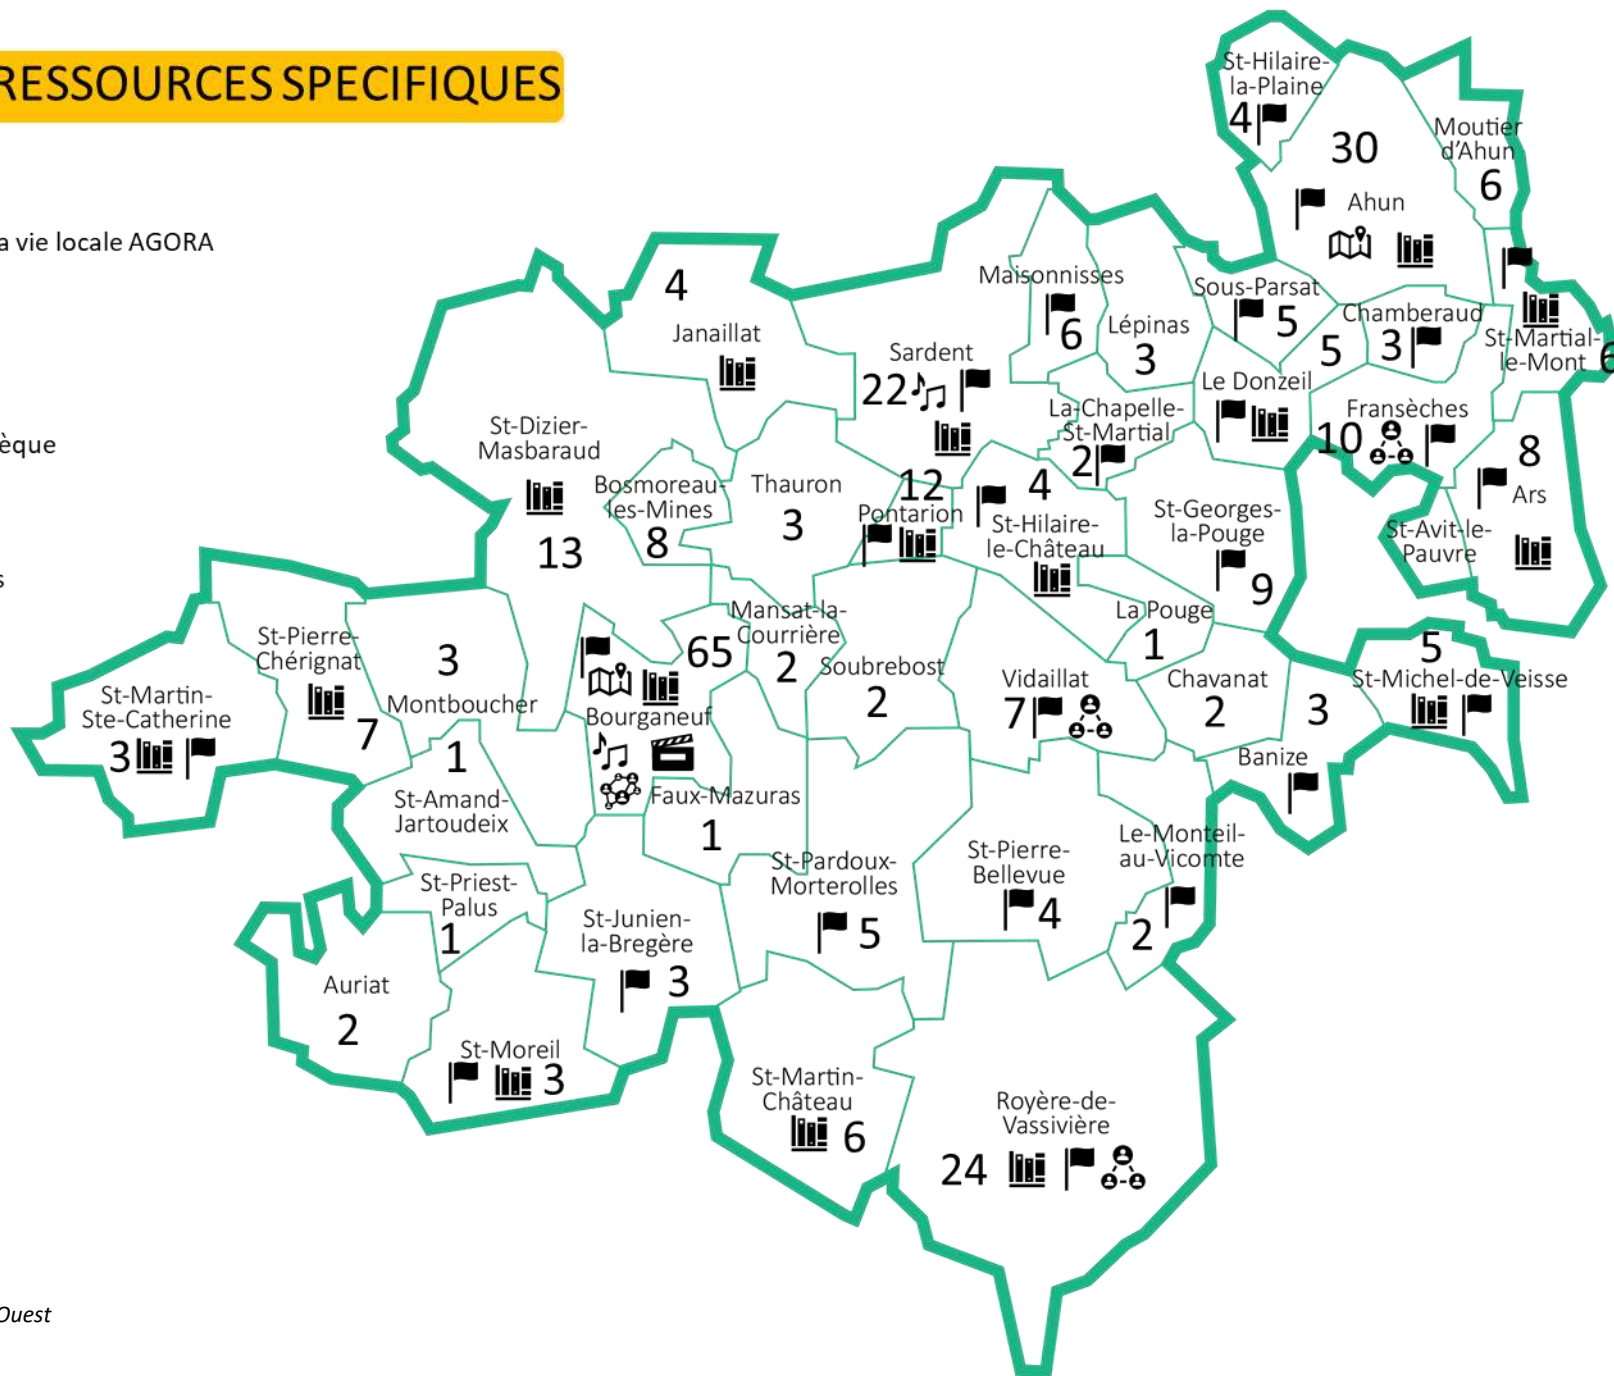 RESSOURCES SPECIFIQUES
a vie locale AGORA
èque
s
Ouest
St-Hilaire-
la-Plaine
4
30
Ahun
Moutier
d'Ahun
6
4
Janaillat
Maisonnisses
6
Lépinas
3
Sous-Parsat
5
5
Chamberaud
3
St-Martial-
le-Mont
6
Sardent
22
Le Donzeil
La-Chapelle-
St-Martial
2
Fransèches
10
8
Ars
St-Avit-le-
Pauvre
St-Dizier-
Masbaraud
13
Bosmoreau-
les-Mines
8
Thauron
3
12
Pontarion
4
St-Hilaire-
le-Château
St-Georges-
la-Pouge
9
St-Pierre-
Chérignat
7
3
Montboucher
65
Bourganeuf
Mansat-la-
Courrière
2
Soubrebost
2
La Pouge
1
Vidaillat
7
Chavanat
2
3
Banize
5
St-Michel-de-Veisse
St-Martin-
Ste-Catherine
3
1
St-Amand-
Jartoudeix
Faux-Mazuras
1
St-Pardoux-
Morterolles
5
St-Pierre-
Bellevue
4
Le-Monteil-
au-Vicomte
2
St-Priest-
Palus
1
St-Junien-
la-Bregère
3
Auriat
2
St-Moreil
3
St-Martin-
Château
6
Royère-de-
Vassivière
24